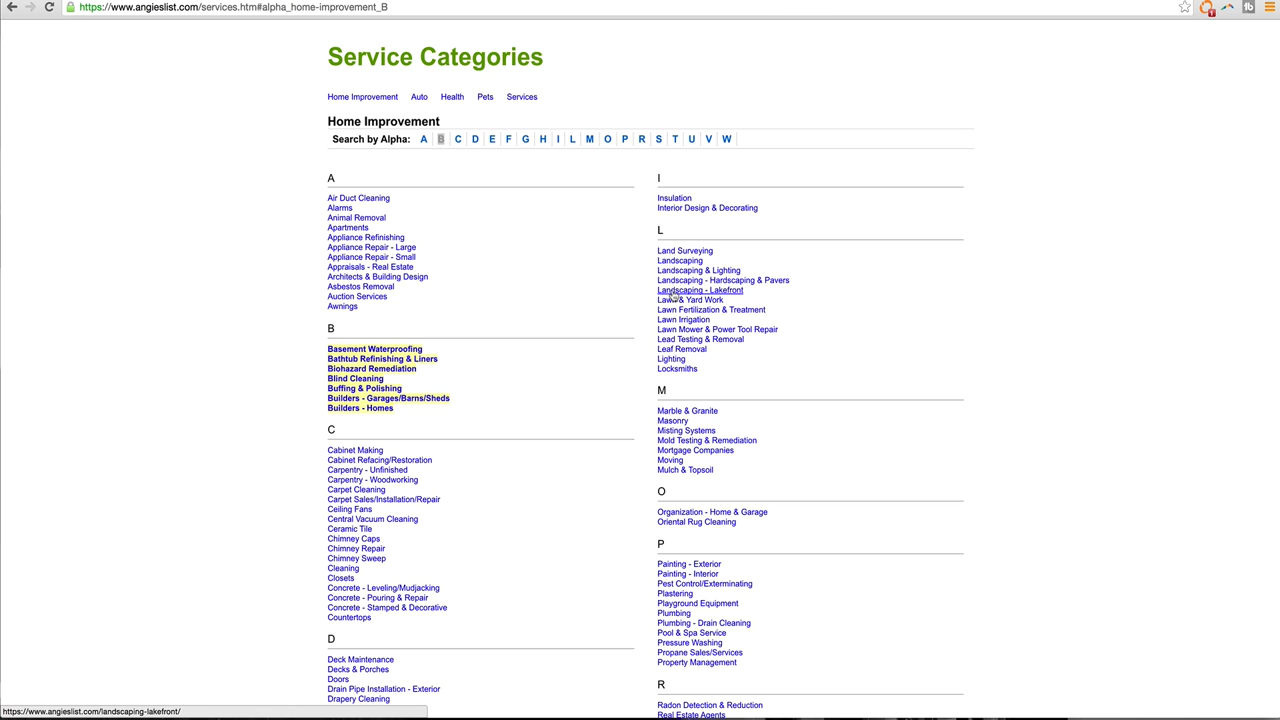 https://www.angieslist.com/services.htm#alpha_home-improvement_B
Service Categories
Home Improvement Auto Health Pets Services
Home Improvement
Search by Alpha: A B C D E F G H I L M O P R S T U V W
A
Air Duct Cleaning
Alarms
Animal Removal
Apartments
Appliance Refinishing
Appliance Repair - Large
Appliance Repair - Small
Appraisals - Real Estate
Architects & Building Design
Asbestos Removal
Auction Services
Awnings
B
Basement Waterproofing
Bathtub Refinishing & Liners
Biohazard Remediation
Blind Cleaning
Buffing & Polishing
Builders - Garages/Barns/Sheds
Builders - Homes
C
Cabinet Making
Cabinet Refacing/Restoration
Carpentry - Unfinished
Carpentry - Woodworking
Carpet Cleaning
Carpet Sales/Installation/Repair
Ceiling Fans
Central Vacuum Cleaning
Ceramic Tile
Chimney Caps
Chimney Repair
Chimney Sweep
Cleaning
Closets
Concrete - Leveling/Mudjacking
Concrete - Pouring & Repair
Concrete - Stamped & Decorative
Countertops
D
Deck Maintenance
Decks & Porches
Doors
Drain Pipe Installation - Exterior
Drapery Cleaning
I
Insulation
Interior Design & Decorating
L
Land Surveying
Landscaping
Landscaping & Lighting
Landscaping - Hardscaping & Pavers
Landscaping - Lakefront
Lawn & Yard Work
Lawn Fertilization & Treatment
Lawn Irrigation
Lawn Mower & Power Tool Repair
Lead Testing & Removal
Leaf Removal
Lighting
Locksmiths
M
Marble & Granite
Masonry
Misting Systems
Mold Testing & Remediation
Mortgage Companies
Moving
Mulch & Topsoil
O
Organization - Home & Garage
Oriental Rug Cleaning
P
Painting - Exterior
Painting - Interior
Pest Control/Exterminating
Plastering
Playground Equipment
Plumbing
Plumbing - Drain Cleaning
Pool & Spa Service
Pressure Washing
Propane Sales/Services
Property Management
R
Radon Detection & Reduction
Real Estate Agents
https://www.angieslist.com/landscaping-lakefront/